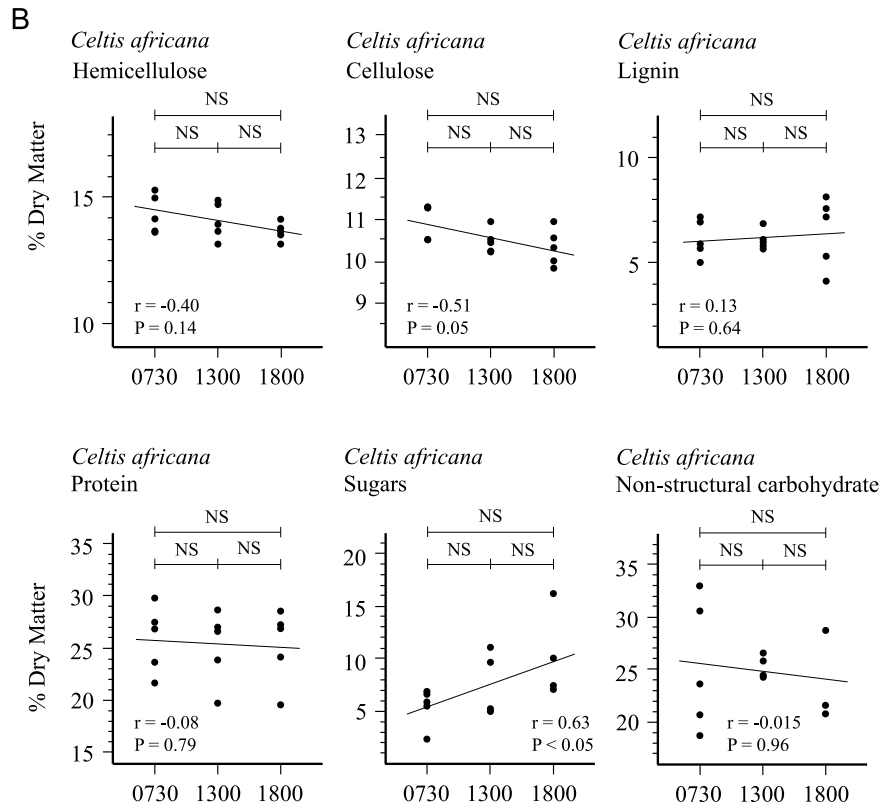 B
Celtis africana
Hemicellulose
NS
NS NS
% Dry Matter
15
10
r = -0.40
P = 0.14
0730 1300 1800
Celtis africana
Cellulose
NS
NS NS
13
12
11
10
9
r = -0.51
P = 0.05
0730 1300 1800
Celtis africana
Lignin
NS
NS NS
10
5
r = 0.13
P = 0.64
0730 1300 1800
Celtis africana
Protein
NS
NS NS
% Dry Matter
35
30
25
20
15
r = -0.08
P = 0.79
0730 1300 1800
Celtis africana
Sugars
NS
NS NS
20
15
10
5
r = 0.63
P < 0.05
0730 1300 1800
Celtis africana
Non-structural carbohydrate
NS
NS NS
35
30
25
20
r = -0.015
P = 0.96
0730 1300 1800